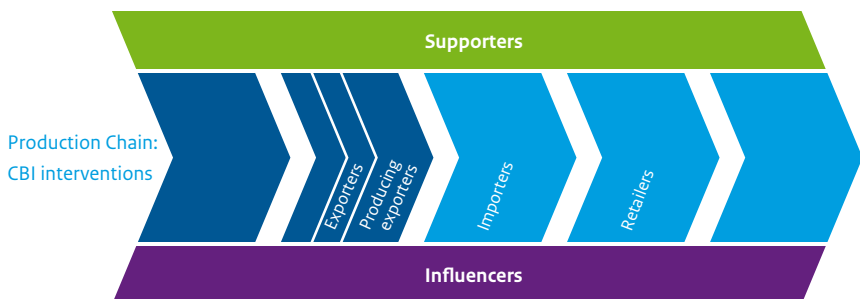 Supporters
Production Chain:
CBI interventions
Exporters
Producing
exporters
Importers
Retailers
Influencers